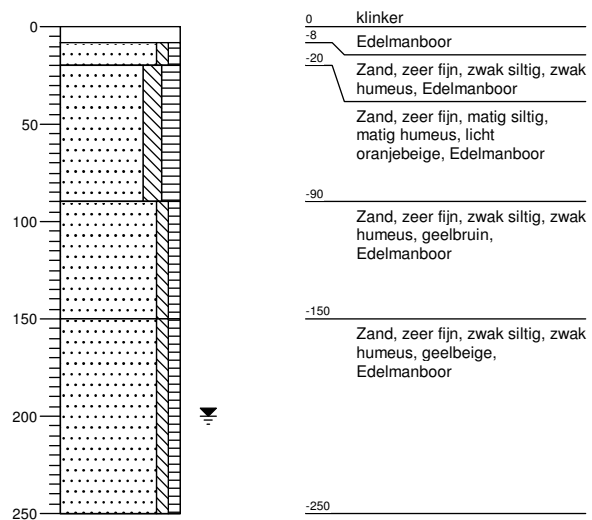 0
50
100
150
200
250
0
klinker
-8
Edelmanboor
-20
Zand, zeer fijn, zwak siltig, zwak
humeus, Edelmanboor
Zand, zeer fijn, matig siltig,
matig humeus, licht
oranjebeige, Edelmanboor
-90
Zand, zeer fijn, zwak siltig, zwak
humeus, geelbruin,
Edelmanboor
-150
Zand, zeer fijn, zwak siltig, zwak
humeus, geelbeige,
Edelmanboor
-250